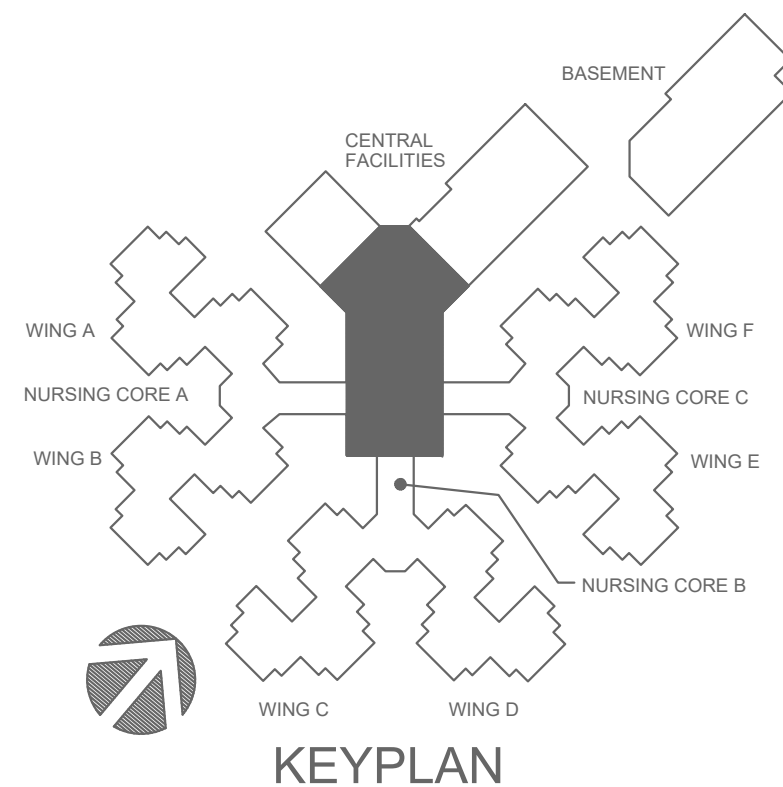 BASEMENT
CENTRAL
FACILITIES
WING A
WING F
NURSING CORE A
NURSING CORE C
WING B
WING E
NURSING CORE B
WING C
WING D
KEYPLAN